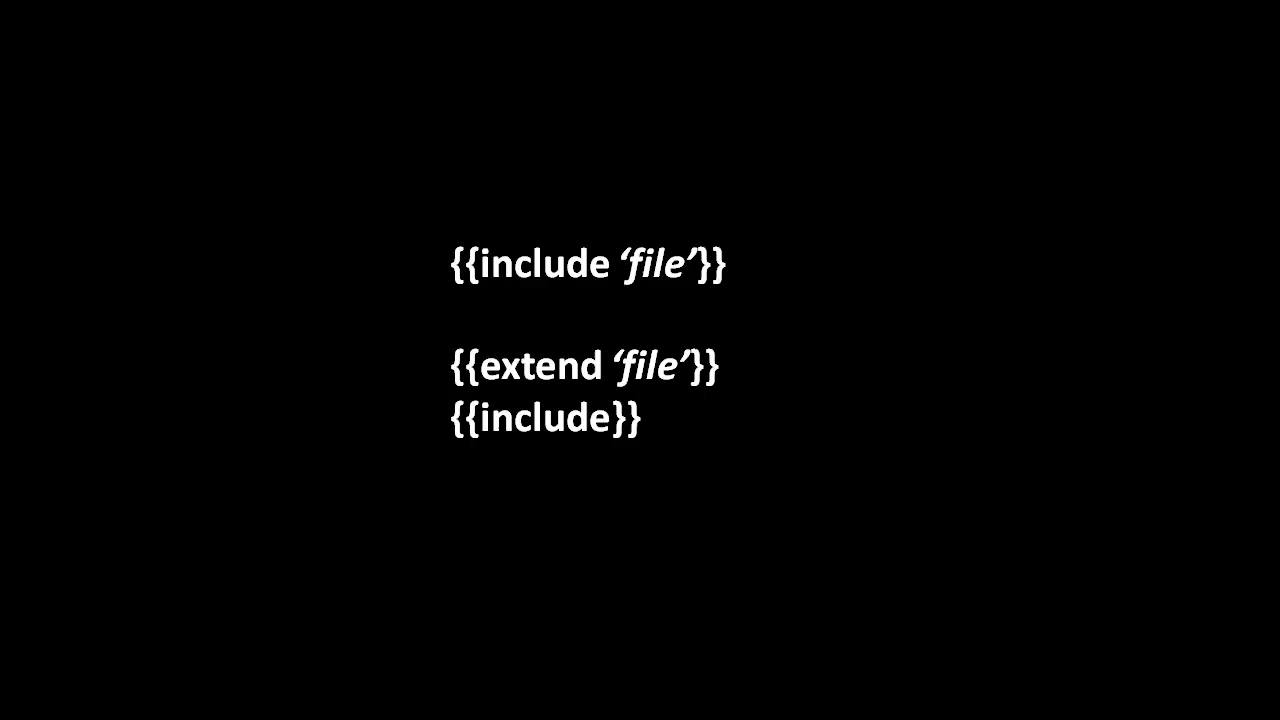 {{include ‘file’}}
{{extend ‘file’}}
{{include}}